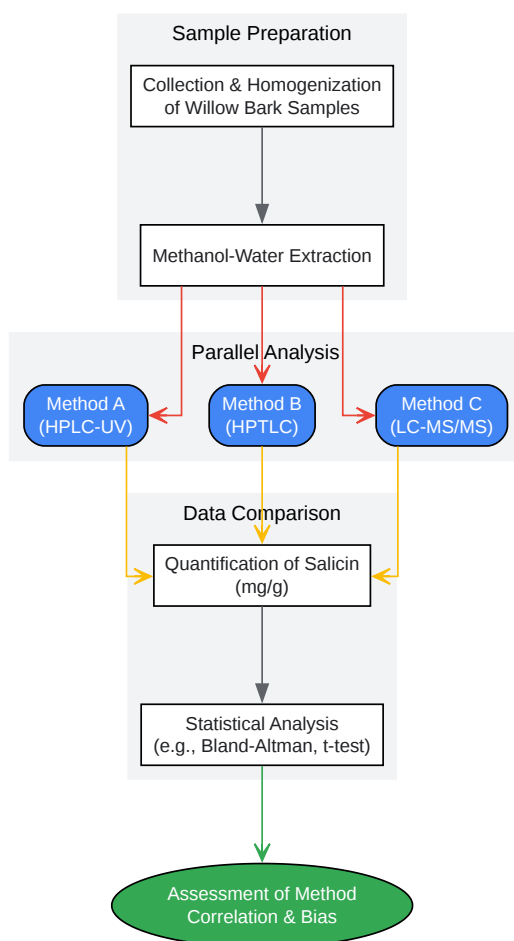 Sample Preparation
Collection & Homogenization
of Willow Bark Samples
Methanol-Water Extraction
Parallel Analysis
Method A
(HPLC-UV)
Method B
(HPTLC)
Method C
(LC-MS/MS)
Data Comparison
Quantification of Salicin
(mg/g)
Statistical Analysis
(e.g., Bland-Altman, t-test)
Assessment of Method
Correlation & Bias